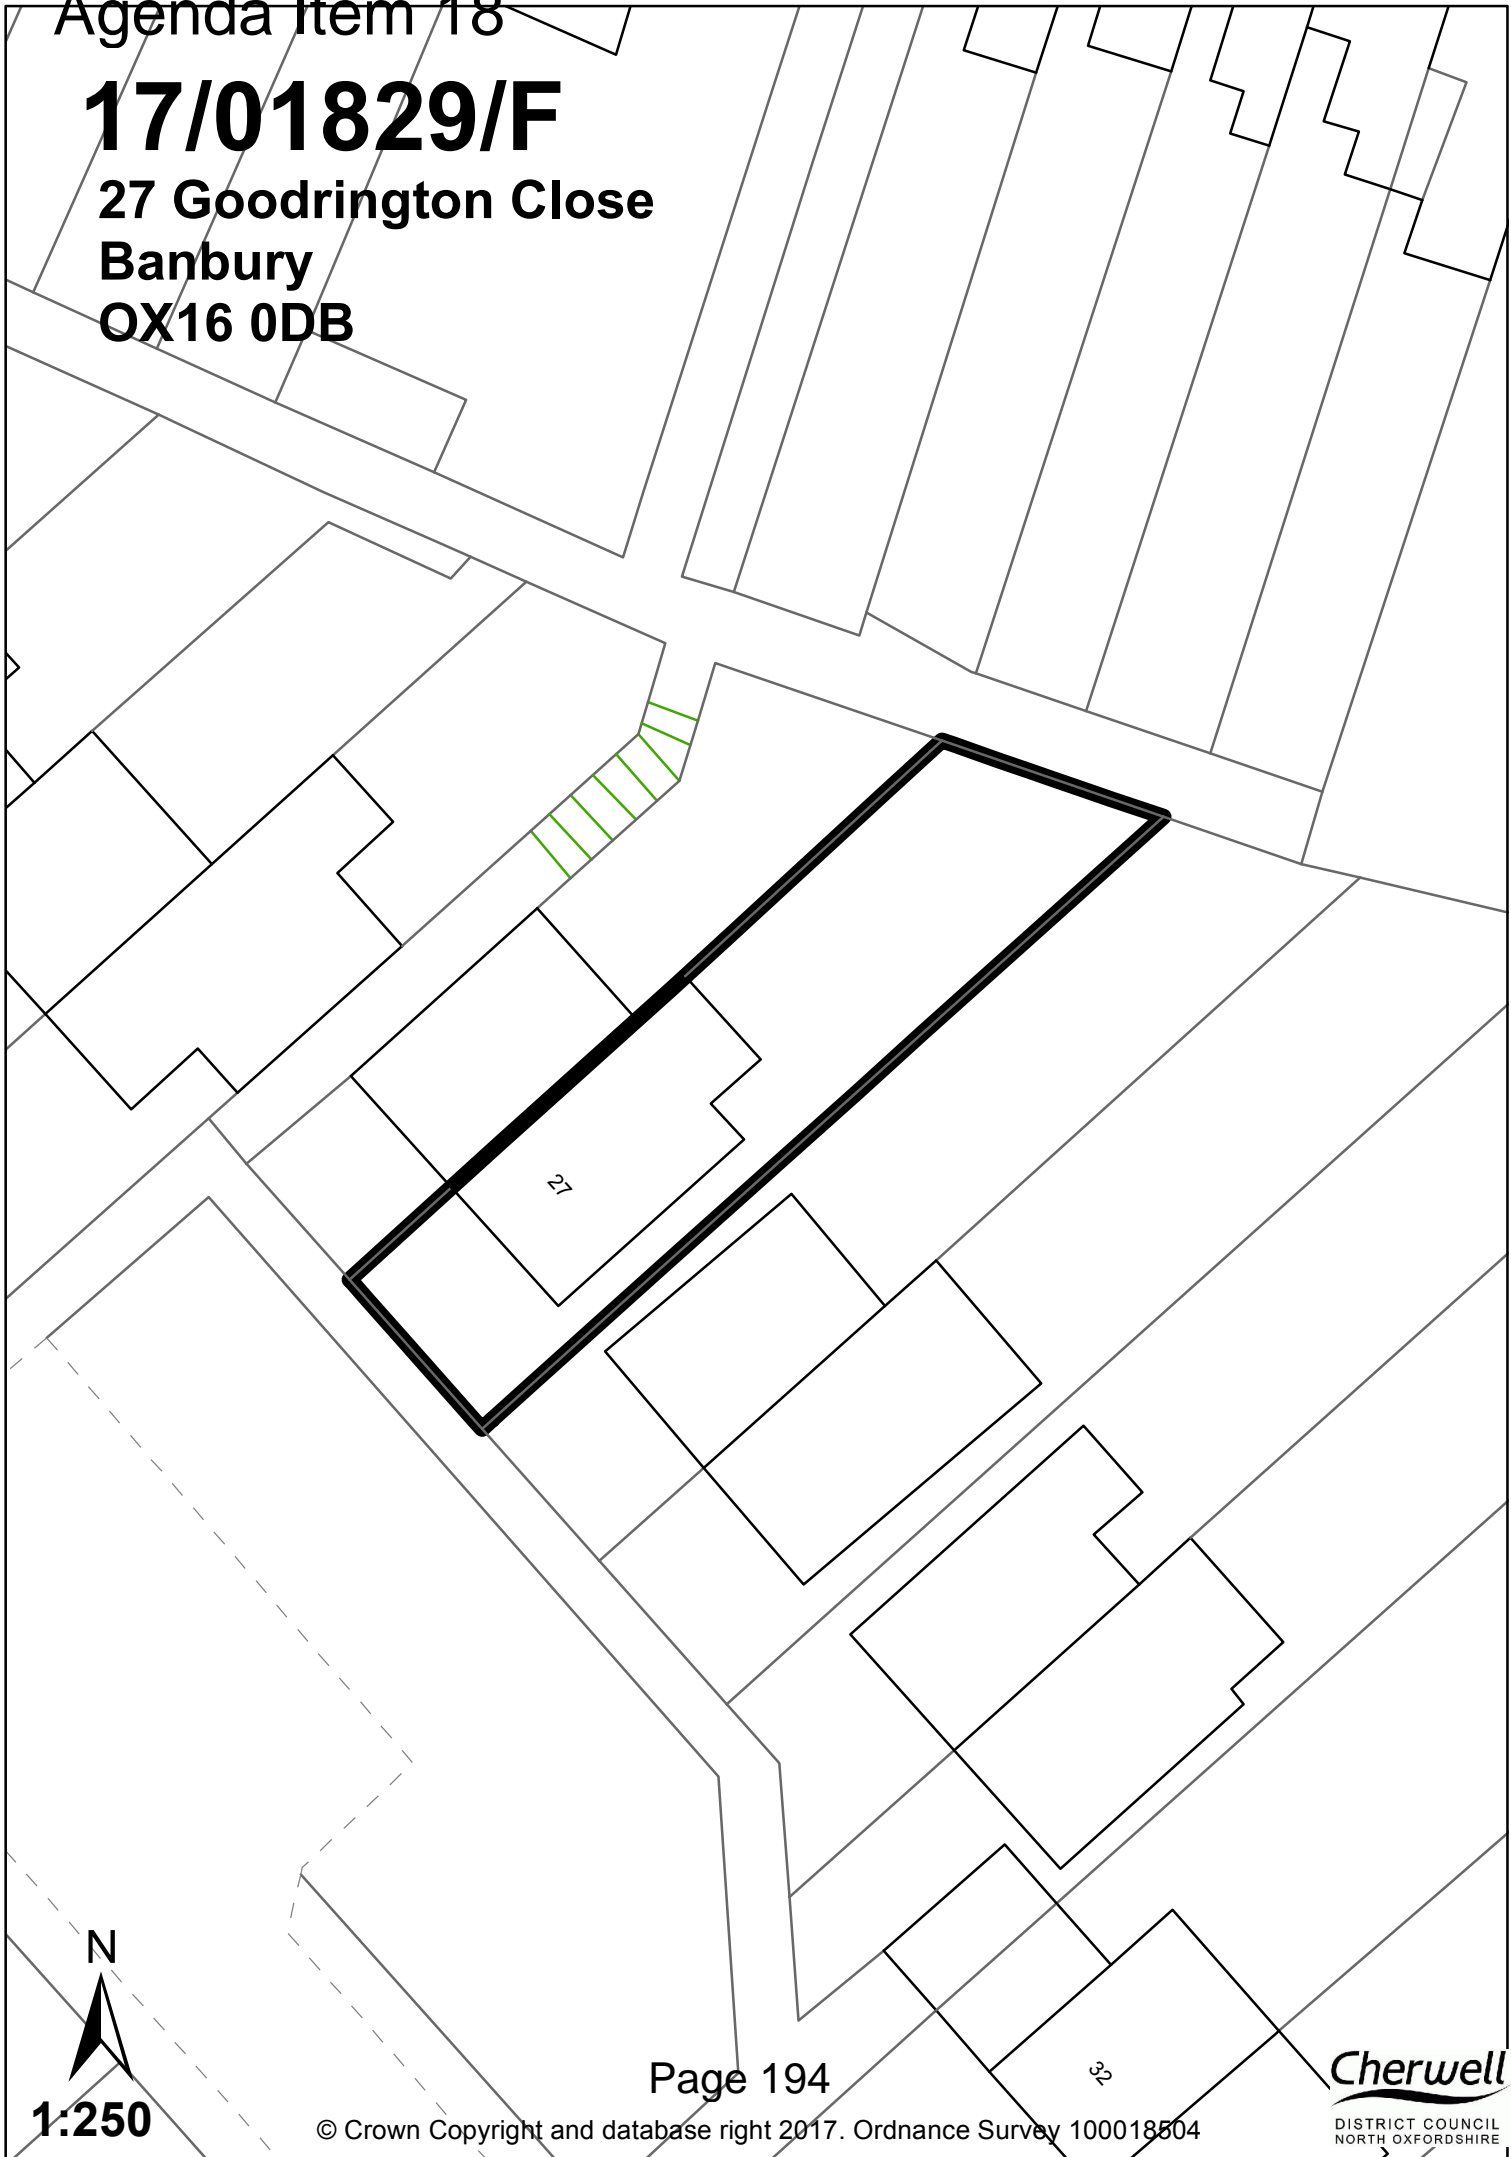 Agenda Item 18
17/01829/F
27 Goodrington Close
Banbury
OX16 0DB
27
N
1:250
32
Page 194
© Crown Copyright and database right 2017. Ordnance Survey 100018504
Cherwell
DISTRICT COUNCIL
NORTH OXFORDSHIRE